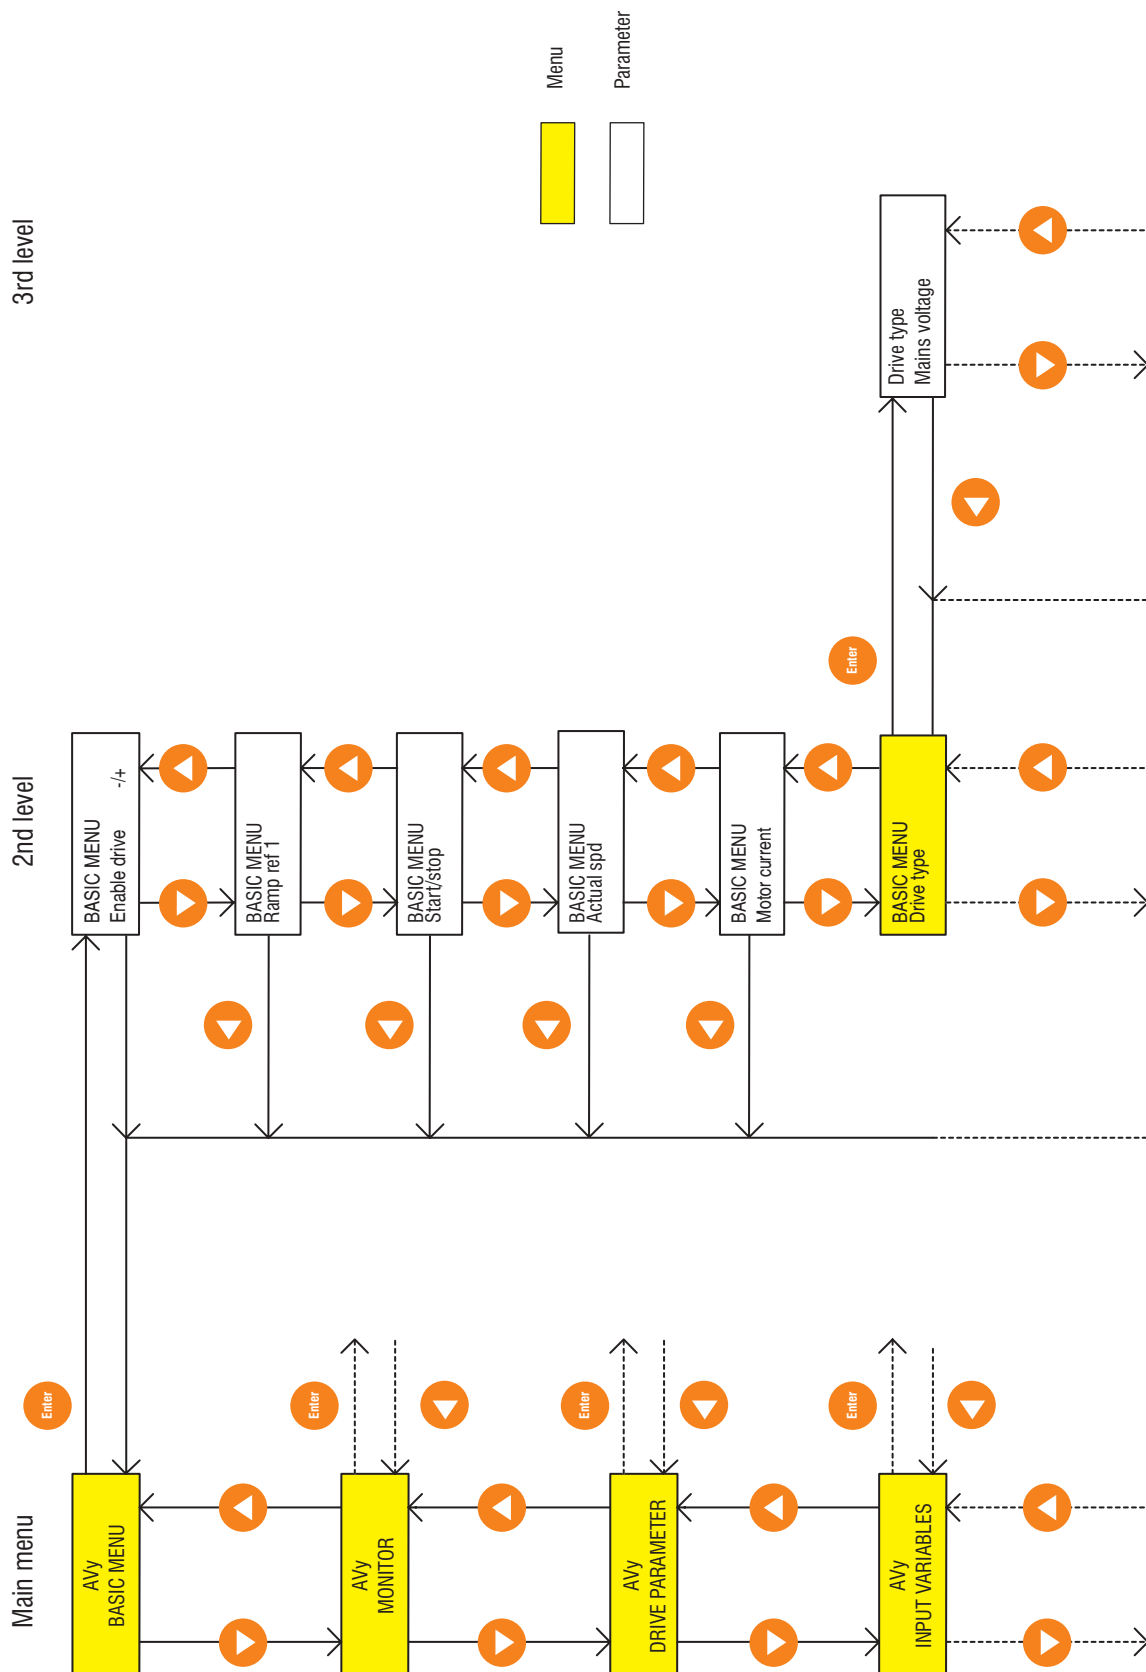 Main menu
2nd level
3rd level
Menu
Parameter
Enter
AVy
BASIC MENU
BASIC MENU
Enable drive -/+
BASIC MENU
Ramp ref 1
Enter
AVy
MONITOR
BASIC MENU
Start/stop
BASIC MENU
Actual spd
Enter
AVy
DRIVE PARAMETER
BASIC MENU
Motor current
Enter
AVy
INPUT VARIABLES
BASIC MENU
Drive type
Enter
Drive type
Mains voltage